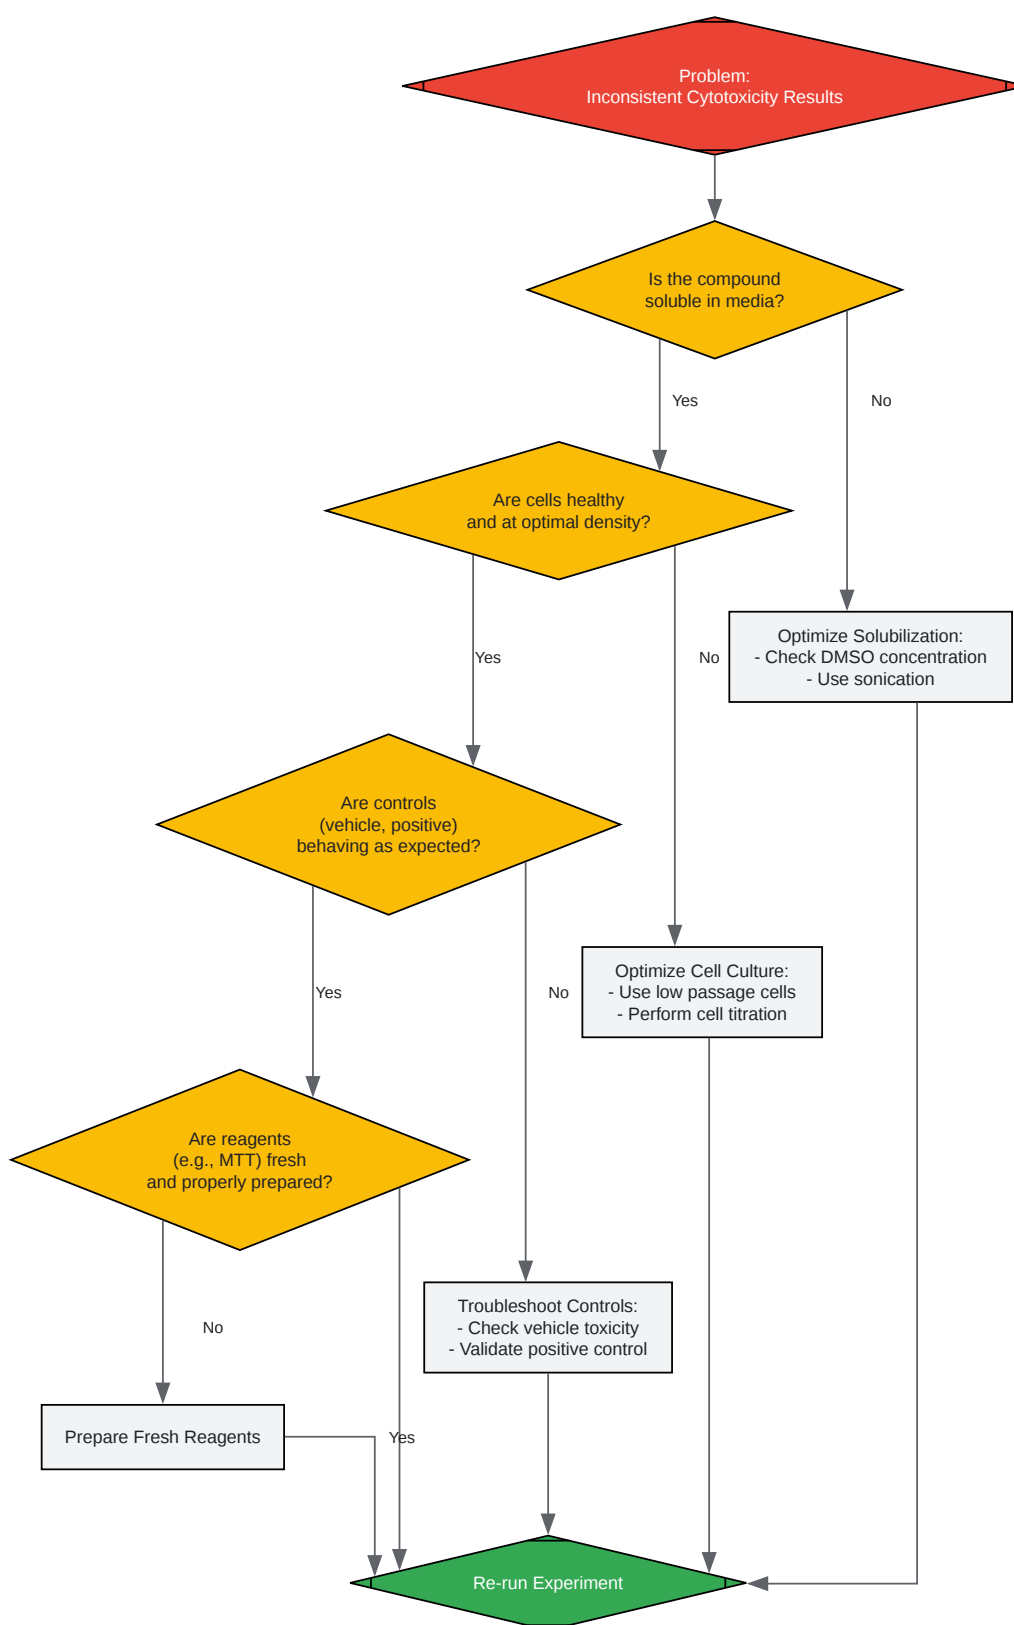 Problem:
Inconsistent Cytotoxicity Results
Is the compound
soluble in media?
Yes
No
Are cells healthy
and at optimal density?
Yes
No
Optimize Solubilization:
- Check DMSO concentration
- Use sonication
Are controls
(vehicle, positive)
behaving as expected?
Yes
No
Optimize Cell Culture:
- Use low passage cells
- Perform cell titration
Are reagents
(e.g., MTT) fresh
and properly prepared?
No
Yes
Troubleshoot Controls:
- Check vehicle toxicity
- Validate positive control
Prepare Fresh Reagents
Re-run Experiment